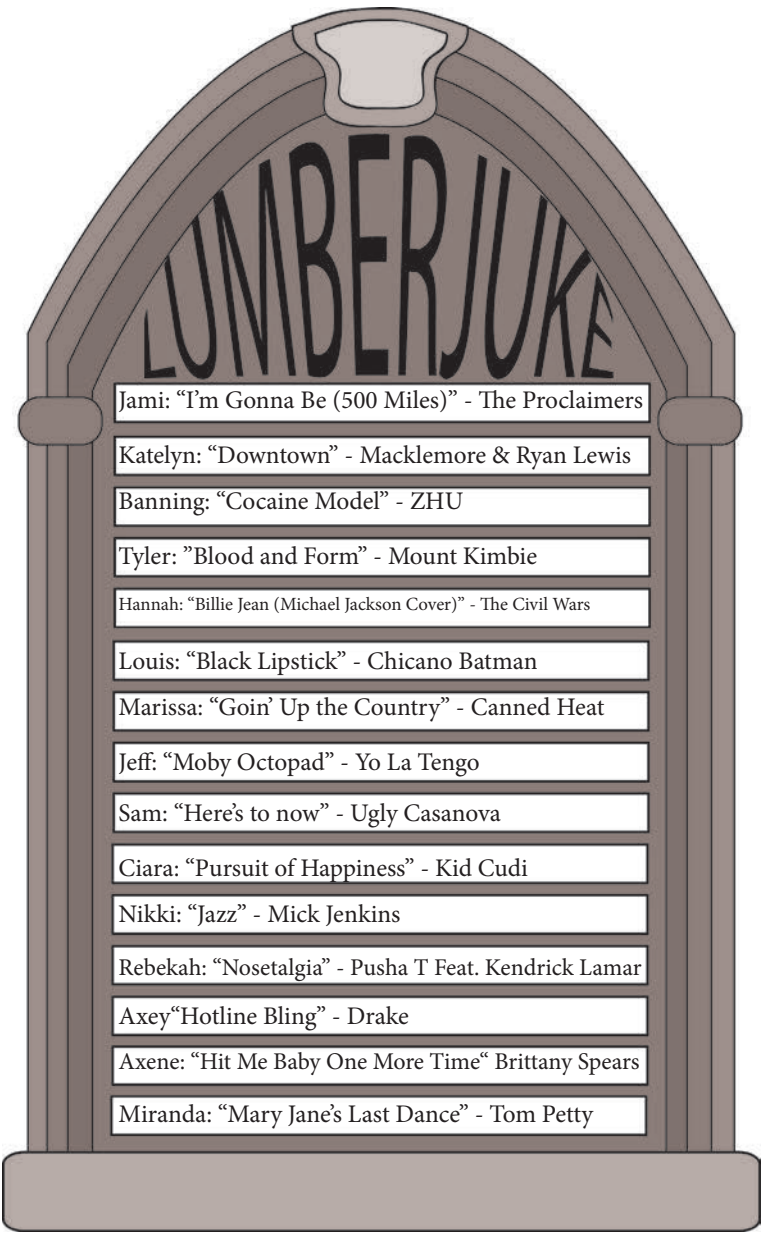 LUMBERJUKE
Jami: “I’m Gonna Be (500 Miles)” - The Proclaimers
Katelyn: “Downtown” - Macklemore & Ryan Lewis
Banning: “Cocaine Model” - ZHU
Tyler: ”Blood and Form” - Mount Kimbie
Hannah: “Billie Jean (Michael Jackson Cover)” - The Civil Wars
Louis: “Black Lipstick” - Chicano Batman
Marissa: “Goin’ Up the Country” - Canned Heat
Jeff: “Moby Octopad” - Yo La Tengo
Sam: “Here’s to now” - Ugly Casanova
Ciara: “Pursuit of Happiness” - Kid Cudi
Nikki: “Jazz” - Mick Jenkins
Rebekah: “Nosetalgia” - Pusha T Feat. Kendrick Lamar
Axey“Hotline Bling” - Drake
Axene: “Hit Me Baby One More Time“ Brittany Spears
Miranda: “Mary Jane’s Last Dance” - Tom Petty